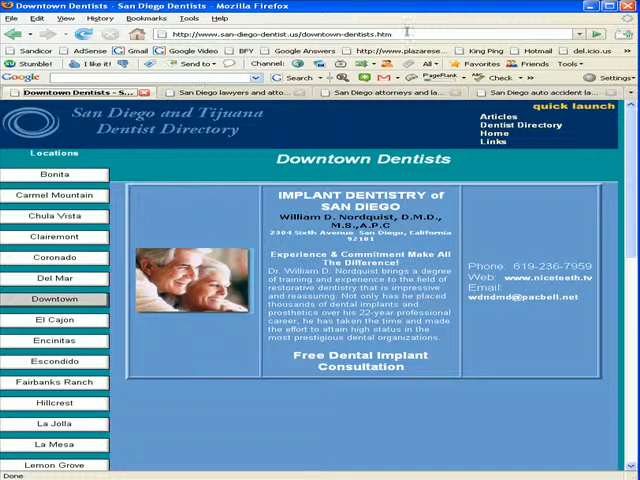 Downtown Dentists - San Diego Dentists - Mozilla Firefox
File Edit View History Bookmarks Tools Help
http://www.san-diego-dentist.us/downtown-dentists.htm
Sandicor AdSense Gmail Google Video BFY Google Answers http://www.plazarese... King Ping Hotmail del.icio.us
Stumble! I like it! Send to Channel: All Favorites Friends Tools
Google Search PageRank Check Settings
Downtown Dentists - S... San Diego lawyers and atto... San Diego attorneys and la... San Diego auto accident la...
quick launch
San Diego and Tijuana
Dentist Directory
Articles
Dentist Directory
Home
Links
Locations
Bonita
Carmel Mountain
Chula Vista
Clairemont
Coronado
Del Mar
Downtown
El Cajon
Encinitas
Escondido
Fairbanks Ranch
Hillcrest
La Jolla
La Mesa
Lemon Grove
Downtown Dentists
IMPLANT DENTISTRY of
SAN DIEGO
William D. Nordquist, D.M.D.,
M.S.,A.P.C
2304 Sixth Avenue San Diego, California
92101
Experience & Commitment Make All
The Difference!
Dr. William D. Nordquist brings a degree
of training and experience to the field of
restorative dentistry that is impressive
and reassuring. Not only has he placed
thousands of dental implants and
prosthetics over his 22-year professional
career, he has taken the time and made
the effort to attain high status in the
most prestigious dental organizations.
Free Dental Implant
Consultation
Phone: 619-236-7959
Web: www.niceteeth.tv
Email:
wdndmd@pacbell.net
Done